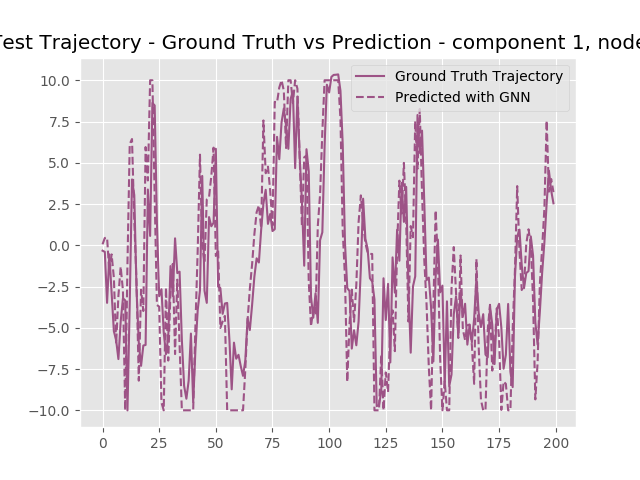 Test Trajectory - Ground Truth vs Prediction - component 1, node
Ground Truth Trajectory
Predicted with GNN
10.0
7.5
5.0
2.5
0.0
−2.5
−5.0
−7.5
−10.0
0 25 50 75 100 125 150 175 200